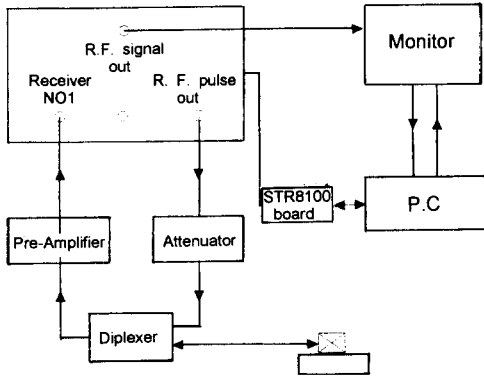 R.F. signal
out
Monitor
Receiver
NO1
R. F. pulse
out
STR8100
board
P.C
Pre-Amplifier
Attenuator
Diplexer